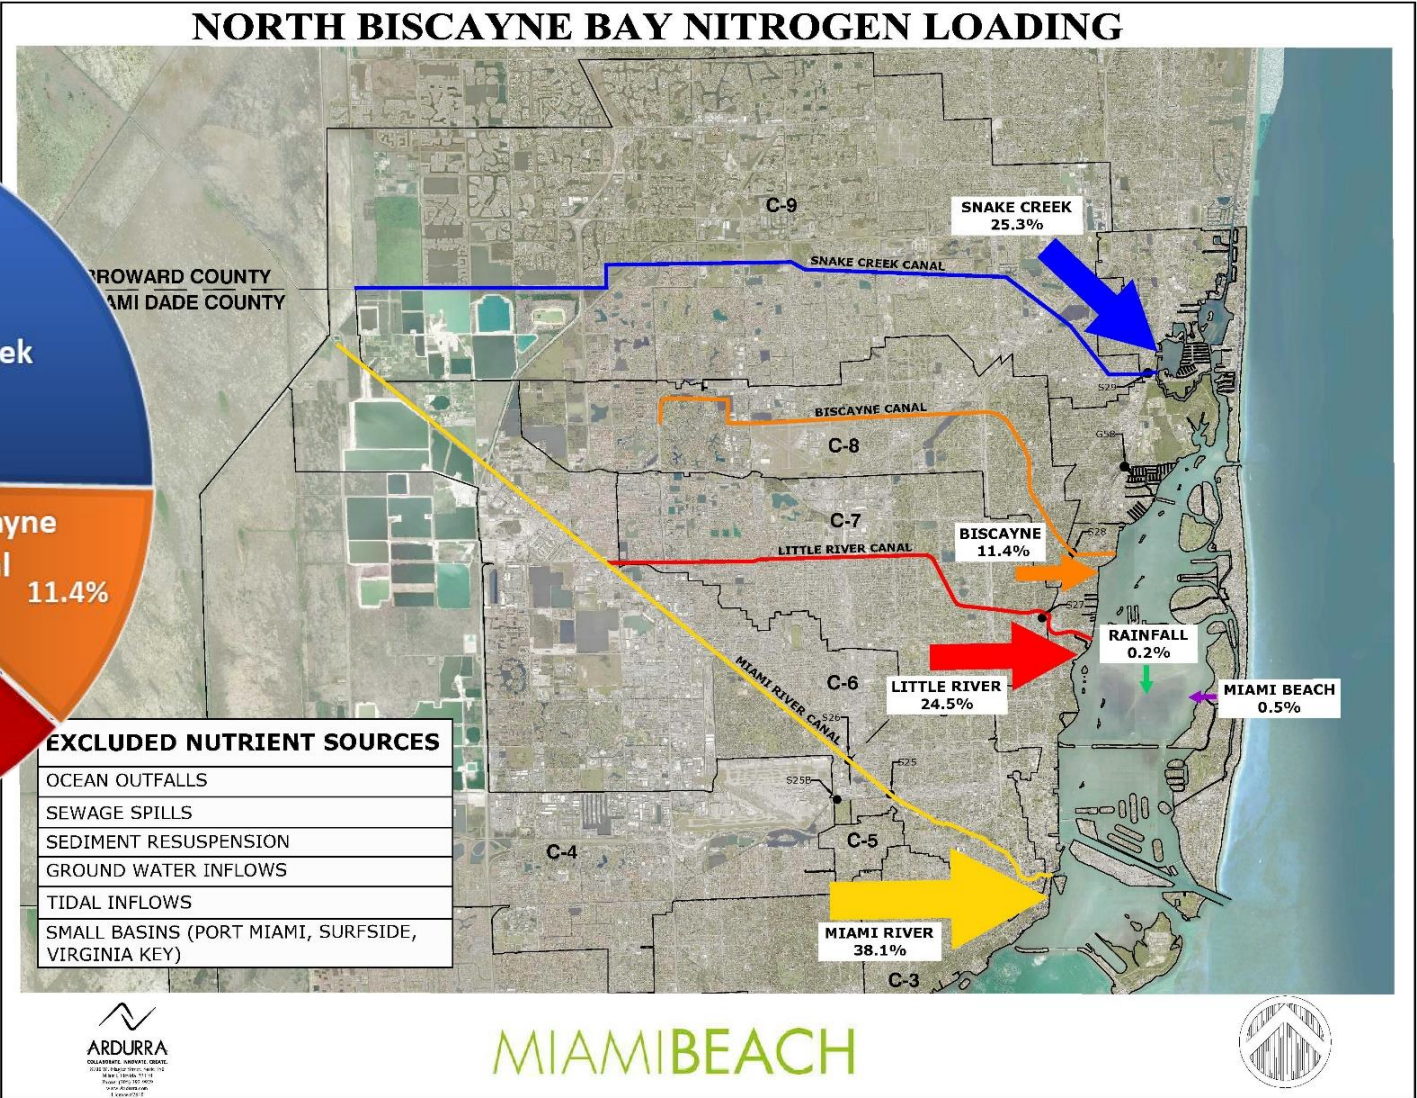 NORTH BISCAYNE BAY NITROGEN LOADING
C-9
SNAKE CREEK
25.3%
SNAKE CREEK CANAL
ROWARD COUNTY
AMI DADE COUNTY
ek
S29
BISCAYNE CANAL
C-8
G58
ayne
al
11.4%
C-7
LITTLE RIVER CANAL
BISCAYNE
11.4%
S28
S27
RAINFALL
0.2%
MIAMI RIVER CANAL
C-6
LITTLE RIVER
24.5%
MIAMI BEACH
0.5%
S26
S25
S25B
C-5
C-4
MIAMI RIVER
38.1%
C-3
EXCLUDED NUTRIENT SOURCES
OCEAN OUTFALLS
SEWAGE SPILLS
SEDIMENT RESUSPENSION
GROUND WATER INFLOWS
TIDAL INFLOWS
SMALL BASINS (PORT MIAMI, SURFSIDE,
VIRGINIA KEY)
ARDURRA
COLLABORATE. INNOVATE. CREATE.
MIAMIBEACH